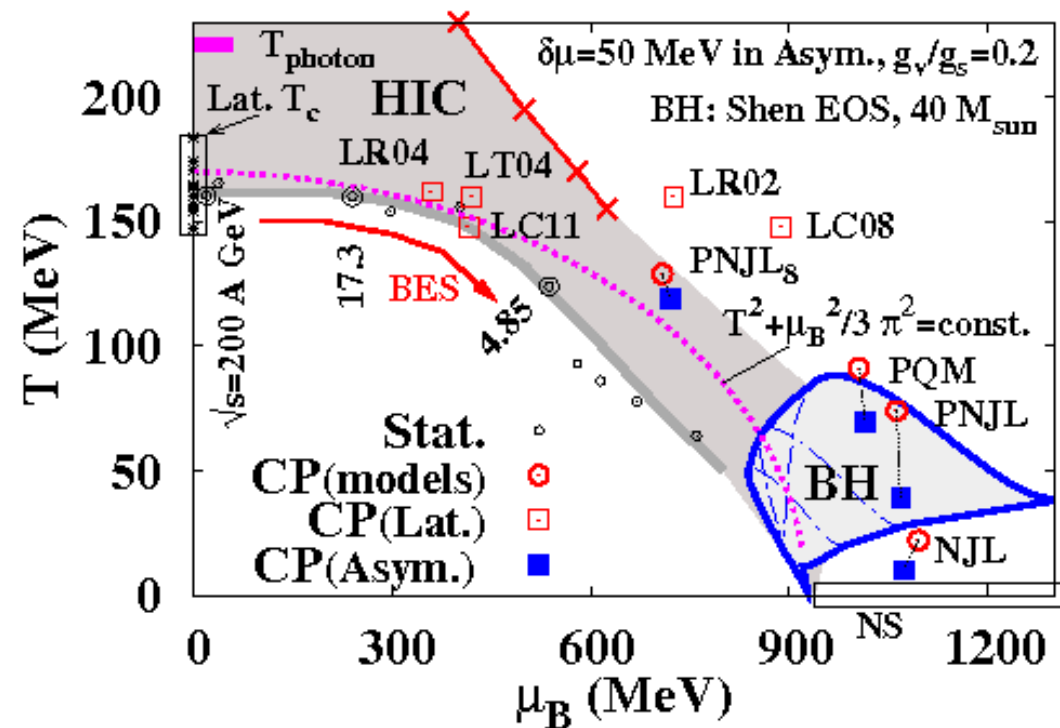 T_photon
δμ=50 MeV in Asym., g_v/g_s=0.2
200
Lat. T_c
HIC
BH: Shen EOS, 40 M_sun
LR04
LT04
LR02
150
LC11
LC08
√s=200 A GeV
17.3
BES
4.85
PNJL_8
T (MeV)
T^2+μ_B^2/3 π^2=const.
100
PQM
PNJL
Stat.
50
CP(models)
BH
CP(Lat.)
CP(Asym.)
NJL
0
NS
0 300 600 900 1200
μ_B (MeV)